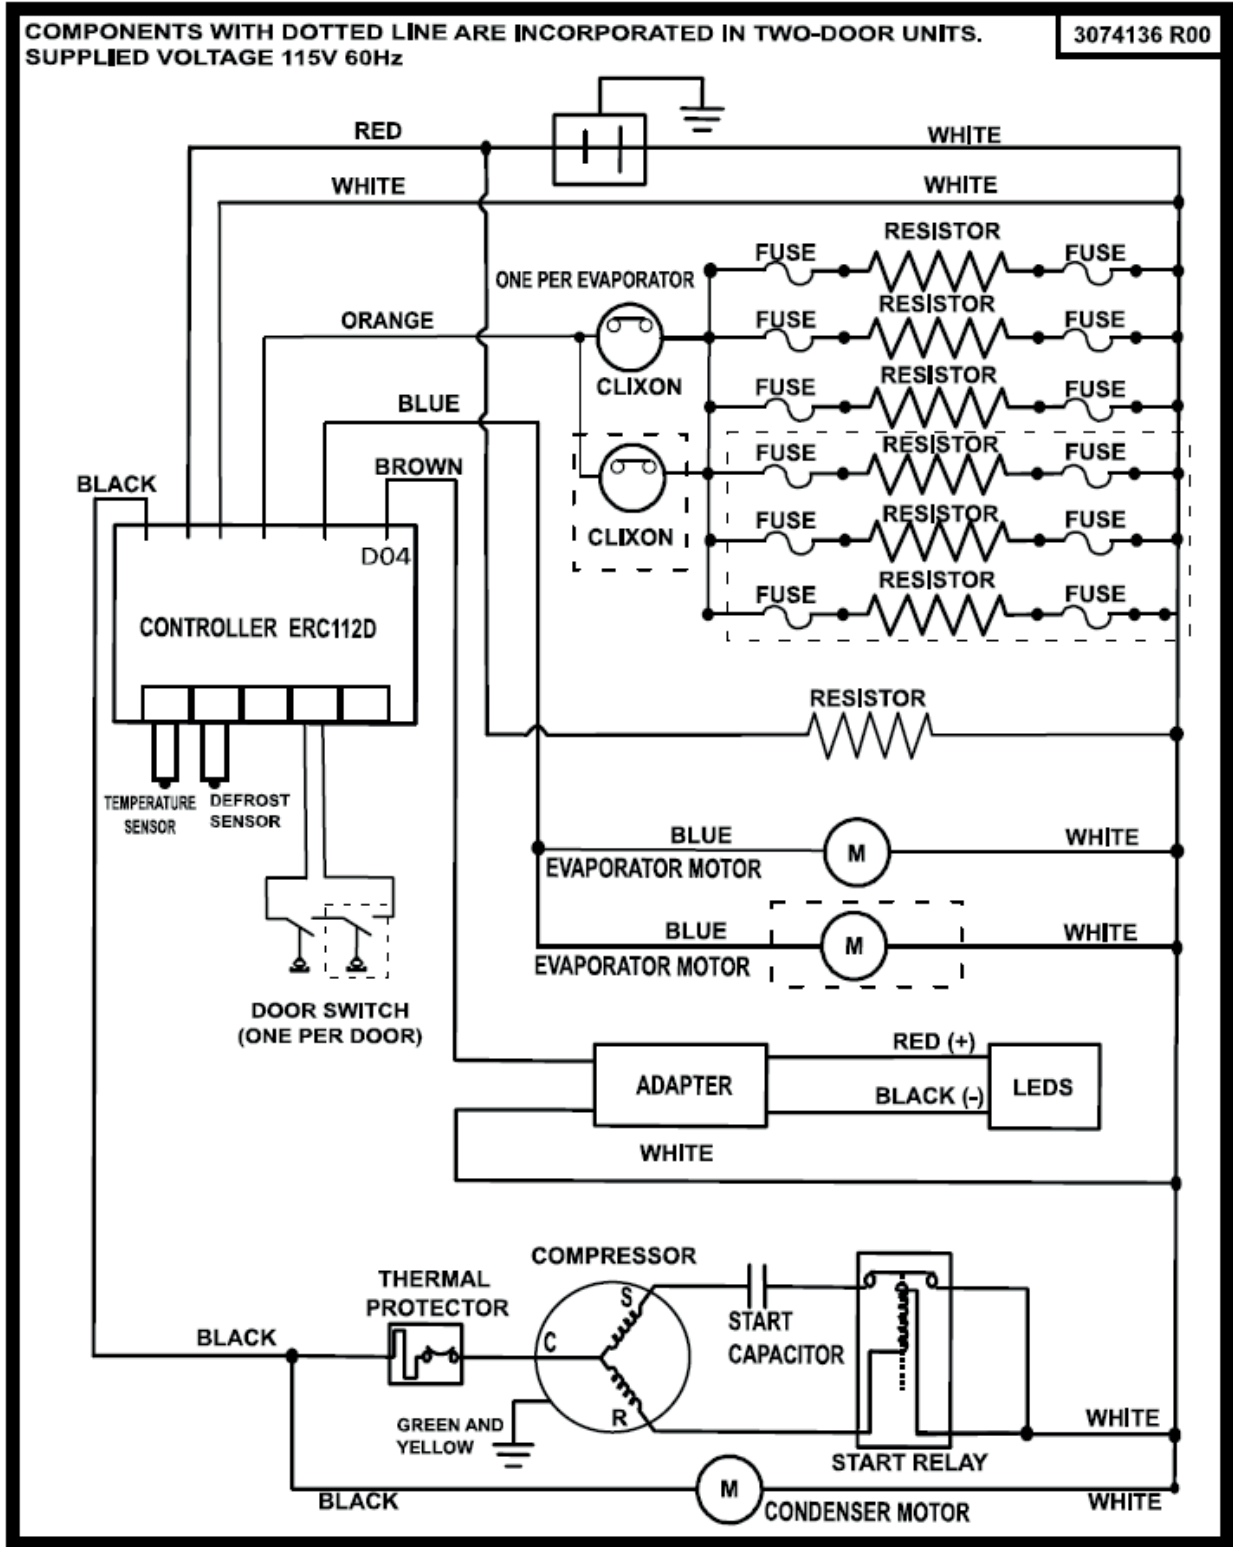 COMPONENTS WITH DOTTED LINE ARE INCORPORATED IN TWO-DOOR UNITS.
SUPPLIED VOLTAGE 115V 60Hz
3074136 R00
RED
WHITE
WHITE
WHITE
ONE PER EVAPORATOR
ORANGE
CLIXON
BLUE
BROWN
BLACK
CLIXON
FUSE
RESISTOR
FUSE
FUSE
RESISTOR
FUSE
FUSE
RESISTOR
FUSE
FUSE
RESISTOR
FUSE
FUSE
RESISTOR
FUSE
FUSE
RESISTOR
FUSE
D04
CONTROLLER ERC112D
RESISTOR
TEMPERATURE
SENSOR
DEFROST
SENSOR
BLUE
WHITE
EVAPORATOR MOTOR
M
BLUE
WHITE
EVAPORATOR MOTOR
M
DOOR SWITCH
(ONE PER DOOR)
ADAPTER
RED (+)
BLACK (-)
LEDS
WHITE
COMPRESSOR
THERMAL
PROTECTOR
BLACK
C
S
R
START
CAPACITOR
GREEN AND
YELLOW
START RELAY
WHITE
BLACK
M
CONDENSER MOTOR
WHITE